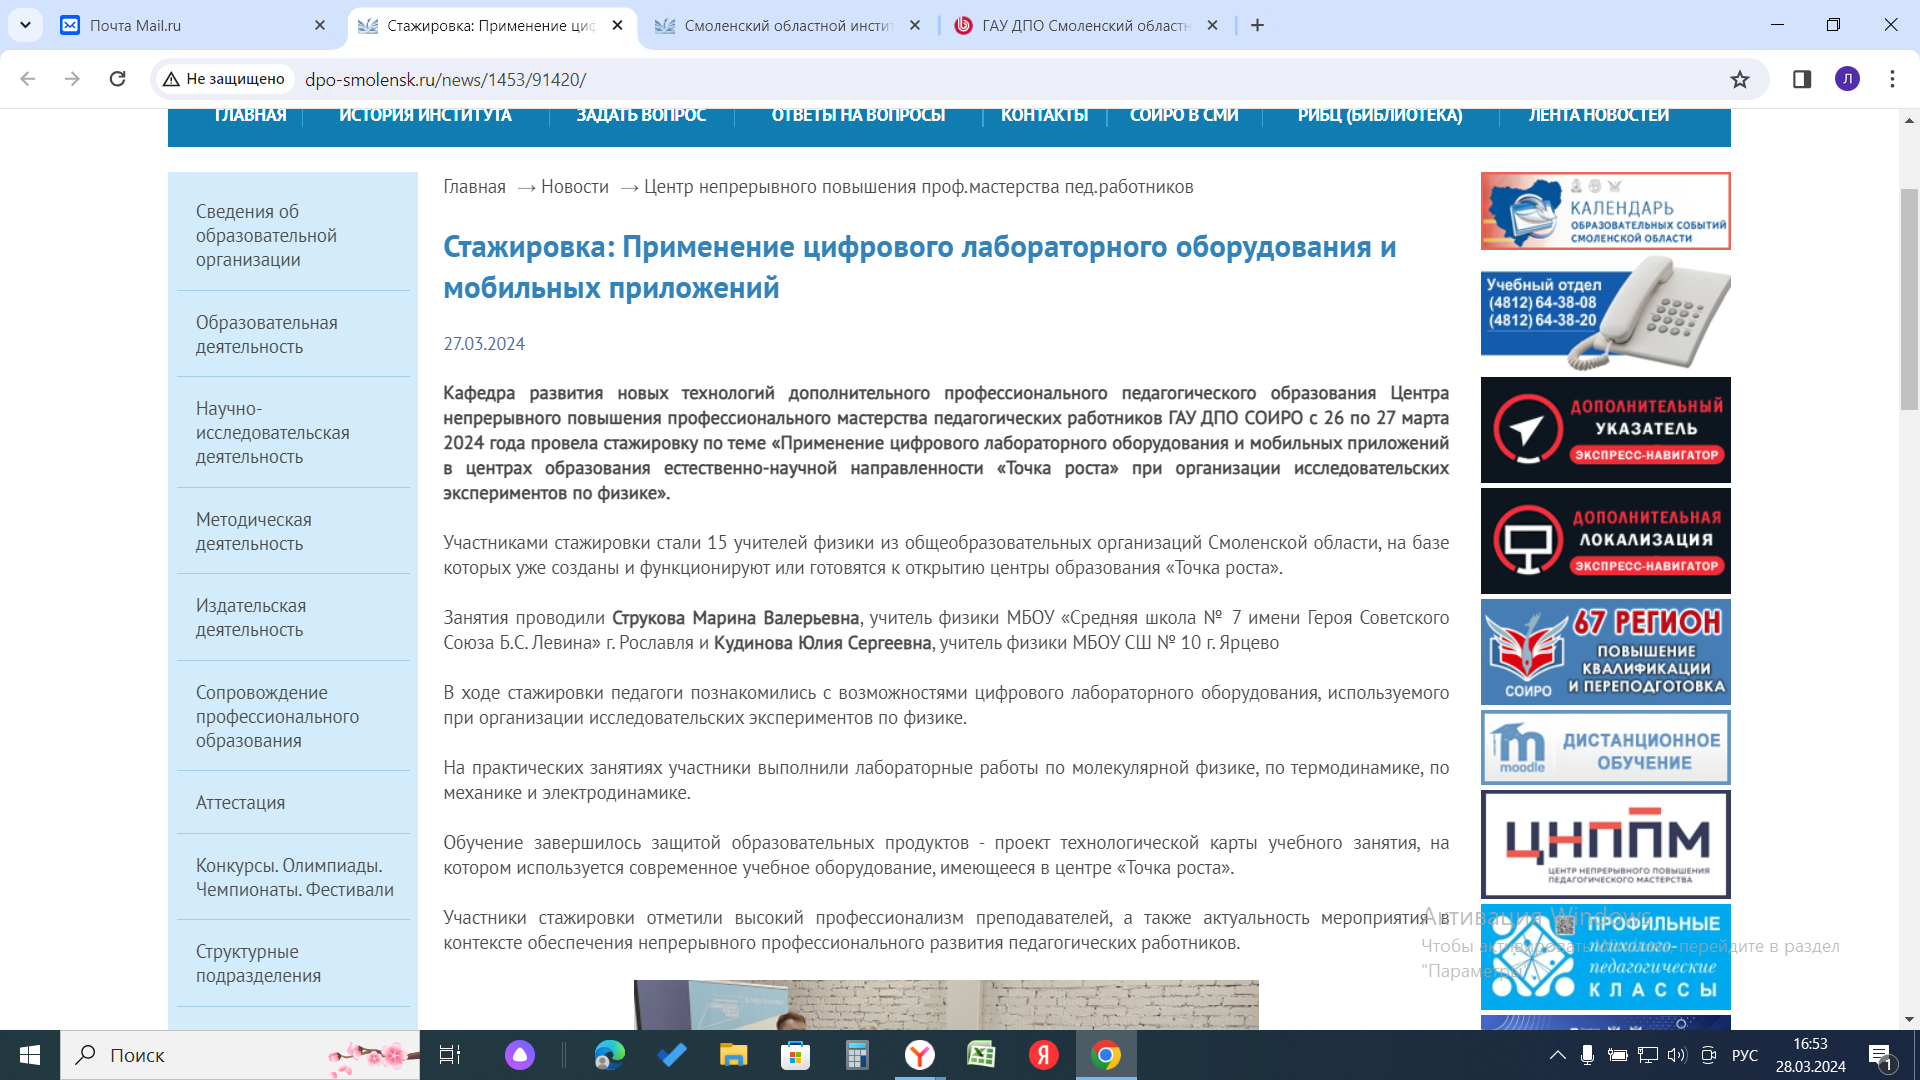 Почта Mail.ru
Стажировка: Применение циф
Смоленский областной инстит
ГАУ ДПО Смоленский областн
Не защищено
dpo-smolensk.ru/news/1453/91420/
Л
ГЛАВНАЯ
ИСТОРИЯ ИНСТИТУТА
ЗАДАТЬ ВОПРОС
ОТВЕТЫ НА ВОПРОСЫ
КОНТАКТЫ
СОИРО В СМИ
РИБЦ (БИБЛИОТЕКА)
ЛЕНТА НОВОСТЕЙ
Сведения об
образовательной
организации
Образовательная
деятельность
Научно-
исследовательская
деятельность
Методическая
деятельность
Издательская
деятельность
Сопровождение
профессионального
образования
Аттестация
Конкурсы. Олимпиады.
Чемпионаты. Фестивали
Структурные
подразделения
Главная → Новости → Центр непрерывного повышения проф.мастерства пед.работников
Стажировка: Применение цифрового лабораторного оборудования и
мобильных приложений
27.03.2024
Кафедра развития новых технологий дополнительного профессионального педагогического образования Центра
непрерывного повышения профессионального мастерства педагогических работников ГАУ ДПО СОИРО с 26 по 27 марта
2024 года провела стажировку по теме «Применение цифрового лабораторного оборудования и мобильных приложений
в центрах образования естественно-научной направленности «Точка роста» при организации исследовательских
экспериментов по физике».
Участниками стажировки стали 15 учителей физики из общеобразовательных организаций Смоленской области, на базе
которых уже созданы и функционируют или готовятся к открытию центры образования «Точка роста».
Занятия проводили Струкова Марина Валерьевна, учитель физики МБОУ «Средняя школа № 7 имени Героя Советского
Союза Б.С. Левина» г. Рославля и Кудинова Юлия Сергеевна, учитель физики МБОУ СШ № 10 г. Ярцево
В ходе стажировки педагоги познакомились с возможностями цифрового лабораторного оборудования, используемого
при организации исследовательских экспериментов по физике.
На практических занятиях участники выполнили лабораторные работы по молекулярной физике, по термодинамике, по
механике и электродинамике.
Обучение завершилось защитой образовательных продуктов - проект технологической карты учебного занятия, на
котором используется современное учебное оборудование, имеющееся в центре «Точка роста».
Участники стажировки отметили высокий профессионализм преподавателей, а также актуальность мероприятия в
контексте обеспечения непрерывного профессионального развития педагогических работников.
КАЛЕНДАРЬ
ОБРАЗОВАТЕЛЬНЫХ СОБЫТИЙ
СМОЛЕНСКОЙ ОБЛАСТИ
Учебный отдел
(4812) 64-38-08
(4812) 64-38-20
ДОПОЛНИТЕЛЬНЫЙ
УКАЗАТЕЛЬ
ЭКСПРЕСС-НАВИГАТОР
ДОПОЛНИТЕЛЬНАЯ
ЛОКАЛИЗАЦИЯ
ЭКСПРЕСС-НАВИГАТОР
67 РЕГИОН
ПОВЫШЕНИЕ
КВАЛИФИКАЦИИ
И ПЕРЕПОДГОТОВКА
СОИРО
moodle
ДИСТАНЦИОННОЕ
ОБУЧЕНИЕ
ЦНППМ
ЦЕНТР НЕПРЕРЫВНОГО ПОВЫШЕНИЯ
ПЕДАГОГИЧЕСКОГО МАСТЕРСТВА
ПРОФИЛЬНЫЕ
психолого-
педагогические
КЛАССЫ
Активация Windows
Чтобы активировать Windows, перейдите в раздел
"Параметры".
Поиск
РУС
16:53
28.03.2024
1